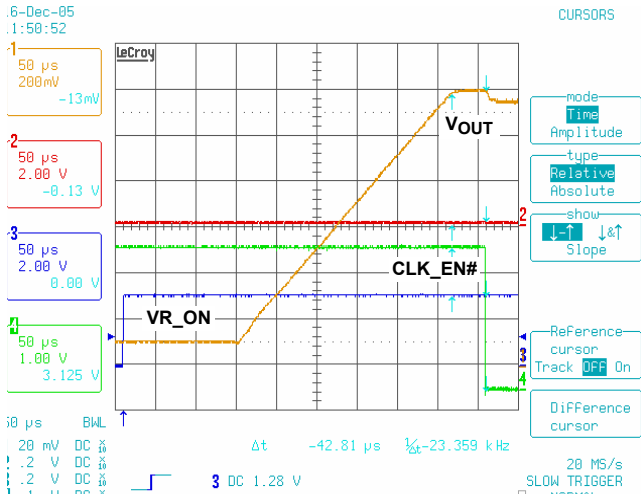 6-Dec-05
1:50:52
CURSORS
LeCroy
1
50 µs
200mV
-13mV
2
50 µs
2.00 V
-0.13 V
3
50 µs
2.00 V
0.00 V
4
50 µs
1.00 V
3.125 V
VOUT
2
CLK_EN#
VR_ON
3
4
mode
Time
Amplitude
type
Relative
Absolute
show
↓-↑ ↓&↑
Slope
Reference
cursor
Track Off On
Difference
cursor
50 µs BWL
20 mV DC
.2 V DC
.2 V DC
Δt -42.81 µs 1/Δt -23.359 kHz
3 DC 1.28 V
20 MS/s
SLOW TRIGGER